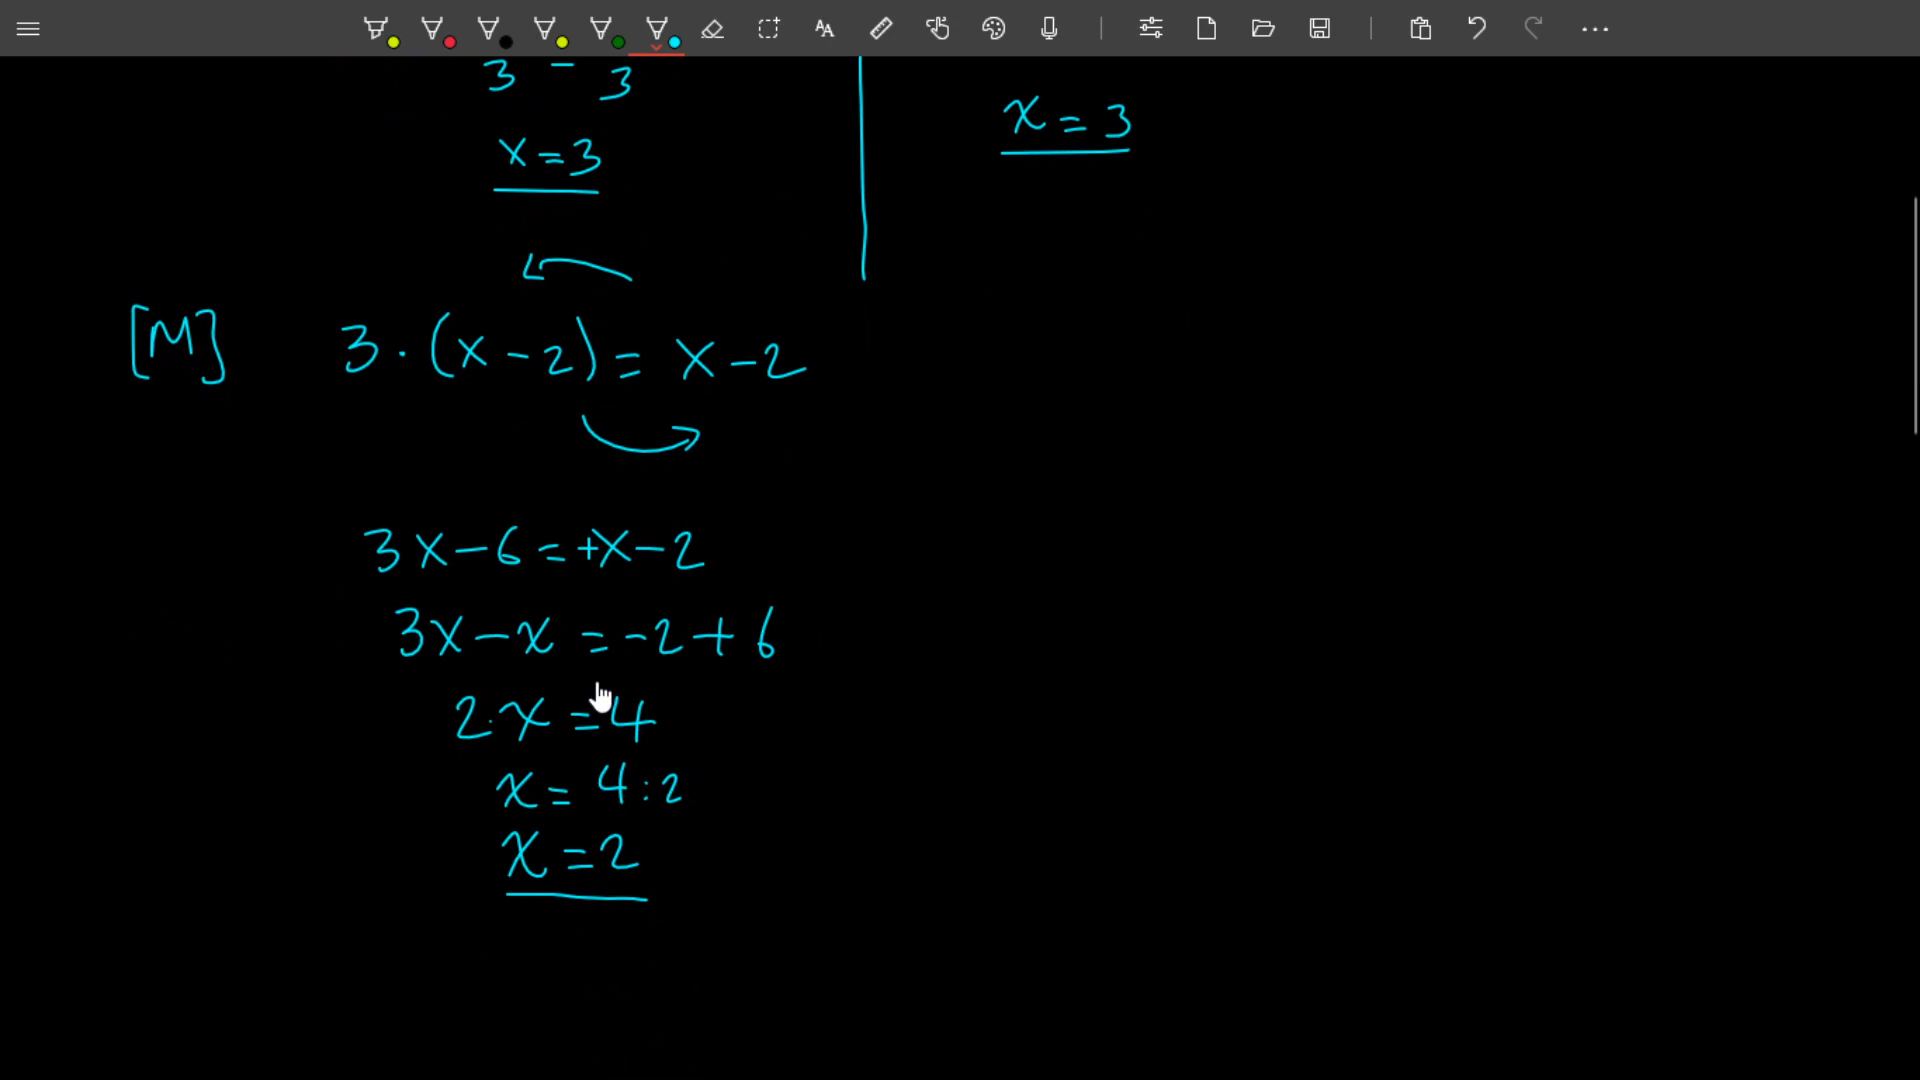 3 - 3
x = 3
x = 3
[M] 3 · (x - 2) = x - 2
3x - 6 = +x - 2
3x - x = -2 + 6
2·x = 4
x = 4 : 2
x = 2